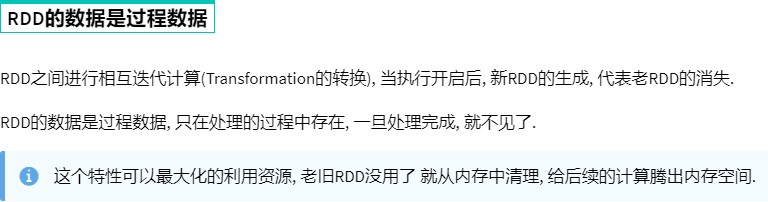 RDD的数据是过程数据
RDD之间进行相互迭代计算(Transformation的转换), 当执行开启后, 新RDD的生成, 代表老RDD的消失.
RDD的数据是过程数据, 只在处理的过程中存在, 一旦处理完成, 就不见了.
这个特性可以最大化的利用资源, 老旧RDD没用了 就从内存中清理, 给后续的计算腾出内存空间.